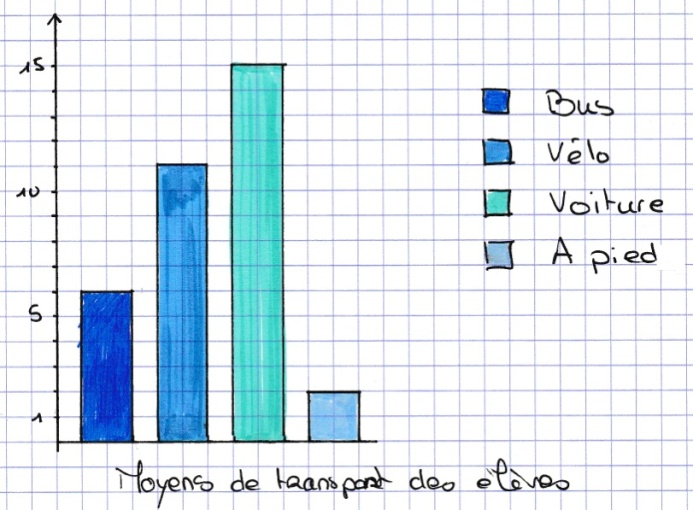 15
10
5
1
Bus
Vélo
Voiture
A pied
Moyens de transport des élèves